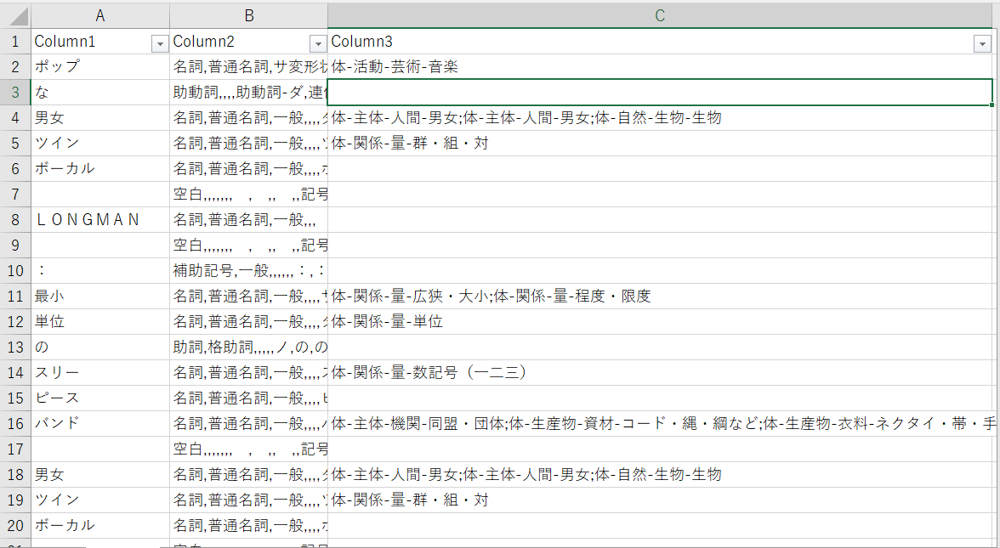 A B C
1 Column1 Column2 Column3
2 ポップ 名詞,普通名詞,サ変形状 体-活動-芸術-音楽
3 な 助動詞,,,,助動詞-ダ,連
4 男女 名詞,普通名詞,一般,,,, 体-主体-人間-男女;体-主体-人間-男女;体-自然-生物-生物
5 ツイン 名詞,普通名詞,一般,,,, 体-関係-量-群・組・対
6 ボーカル 名詞,普通名詞,一般,,,,
7 空白,,,,,,, , ,, ,,記号
8 ＬＯＮＧＭＡＮ 名詞,普通名詞,一般,,,
9 空白,,,,,,, , ,, ,,記号
10 ： 補助記号,一般,,,,,,：,：
11 最小 名詞,普通名詞,一般,,,, 体-関係-量-広狭・大小;体-関係-量-程度・限度
12 単位 名詞,普通名詞,一般,,,, 体-関係-量-単位
13 の 助詞,格助詞,,,,,ノ,の,の
14 スリー 名詞,普通名詞,一般,,,, 体-関係-量-数記号（一二三）
15 ピース 名詞,普通名詞,一般,,,,
16 バンド 名詞,普通名詞,一般,,,, 体-主体-機関-同盟・団体;体-生産物-資材-コード・縄・綱など;体-生産物-衣料-ネクタイ・帯・手
17 空白,,,,,,, , ,, ,,記号
18 男女 名詞,普通名詞,一般,,,, 体-主体-人間-男女;体-主体-人間-男女;体-自然-生物-生物
19 ツイン 名詞,普通名詞,一般,,,, 体-関係-量-群・組・対
20 ボーカル 名詞,普通名詞,一般,,,,